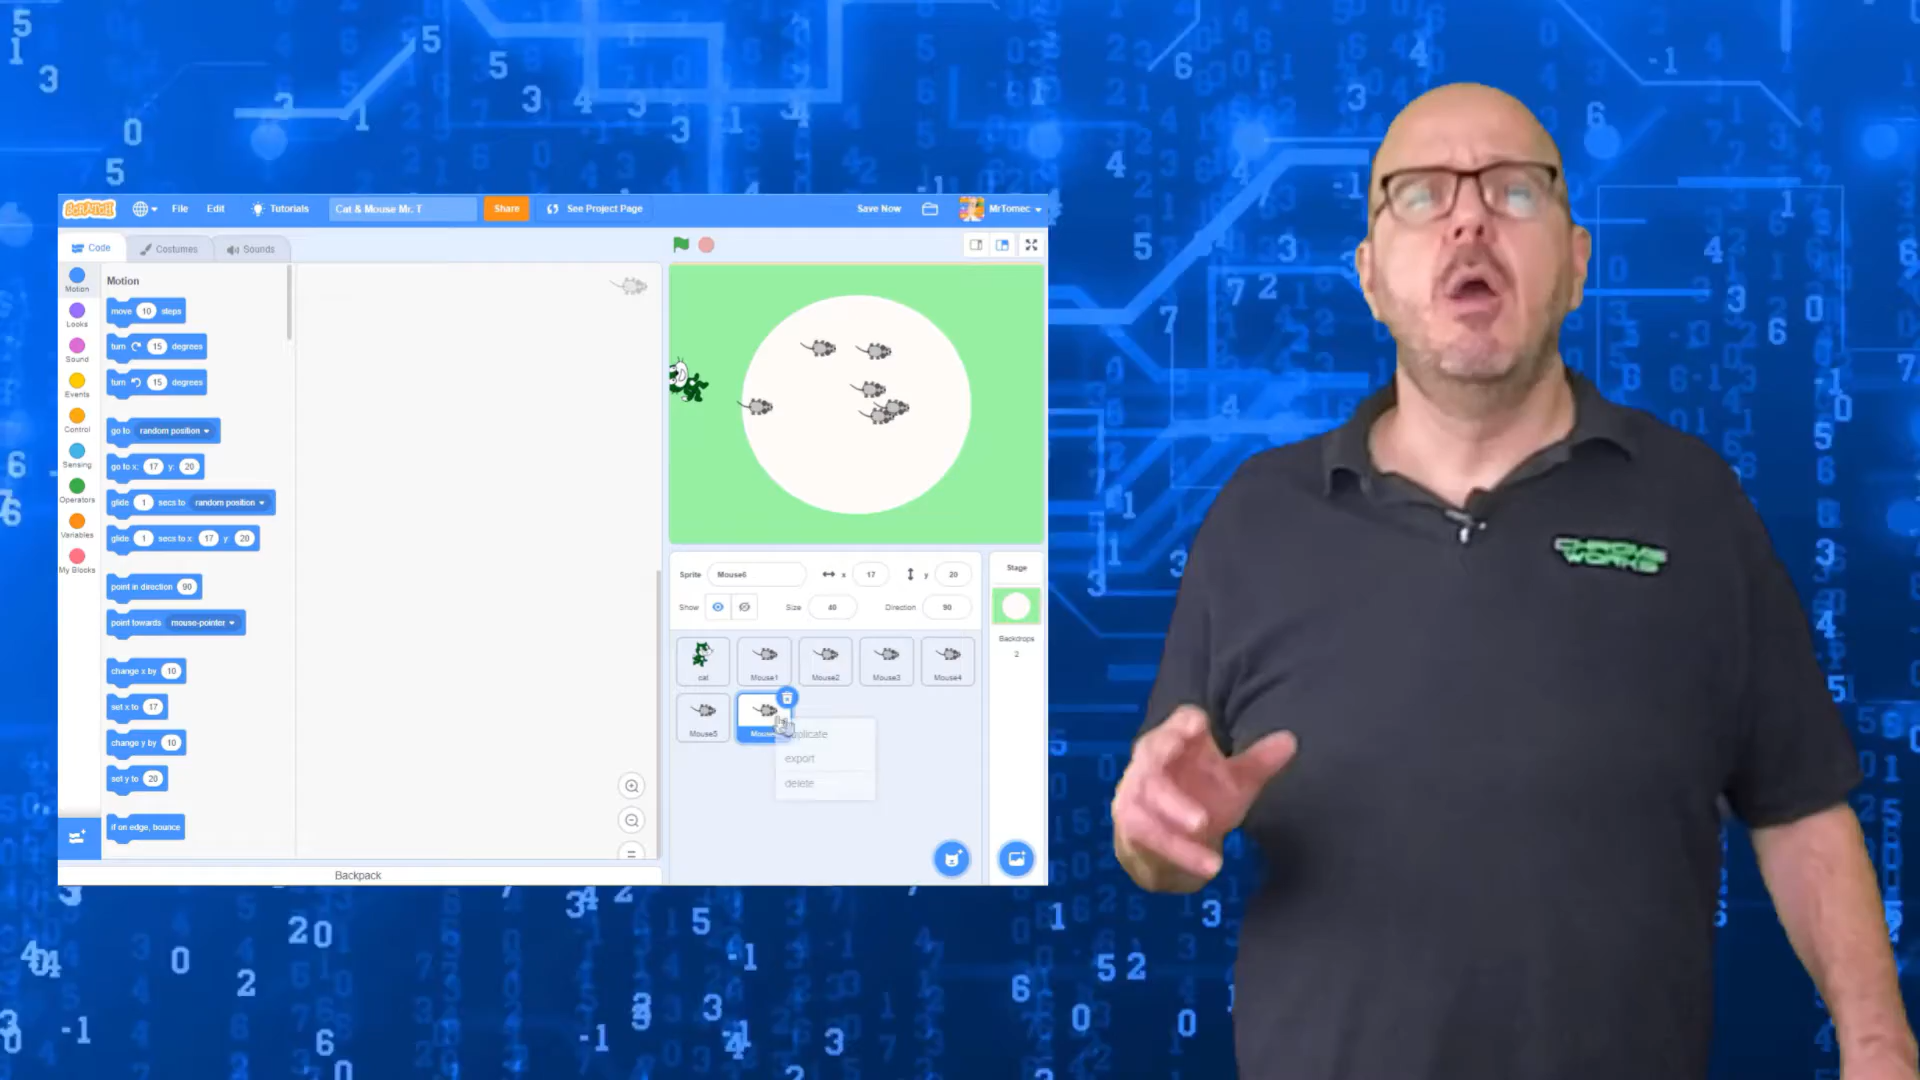 SCRATCH File Edit Tutorials Cat & Mouse Mr. T Share See Project Page Save Now MrTomec
Code Costumes Sounds
Motion
Looks
Sound
Events
Control
Sensing
Operators
Variables
My Blocks
Motion
move 10 steps
turn 15 degrees
turn 15 degrees
go to random position
go to x: 17 y: 20
glide 1 secs to random position
glide 1 secs to x: 17 y: 20
point in direction 90
point towards mouse-pointer
change x by 10
set x to 17
change y by 10
set y to 20
if on edge, bounce
Backpack
Sprite Mouse6 x 17 y 20
Show Size 40 Direction 90
cat Mouse1 Mouse2 Mouse3 Mouse4
Mouse5
export
delete
Stage
Backdrops
2
CHROME
WORKS